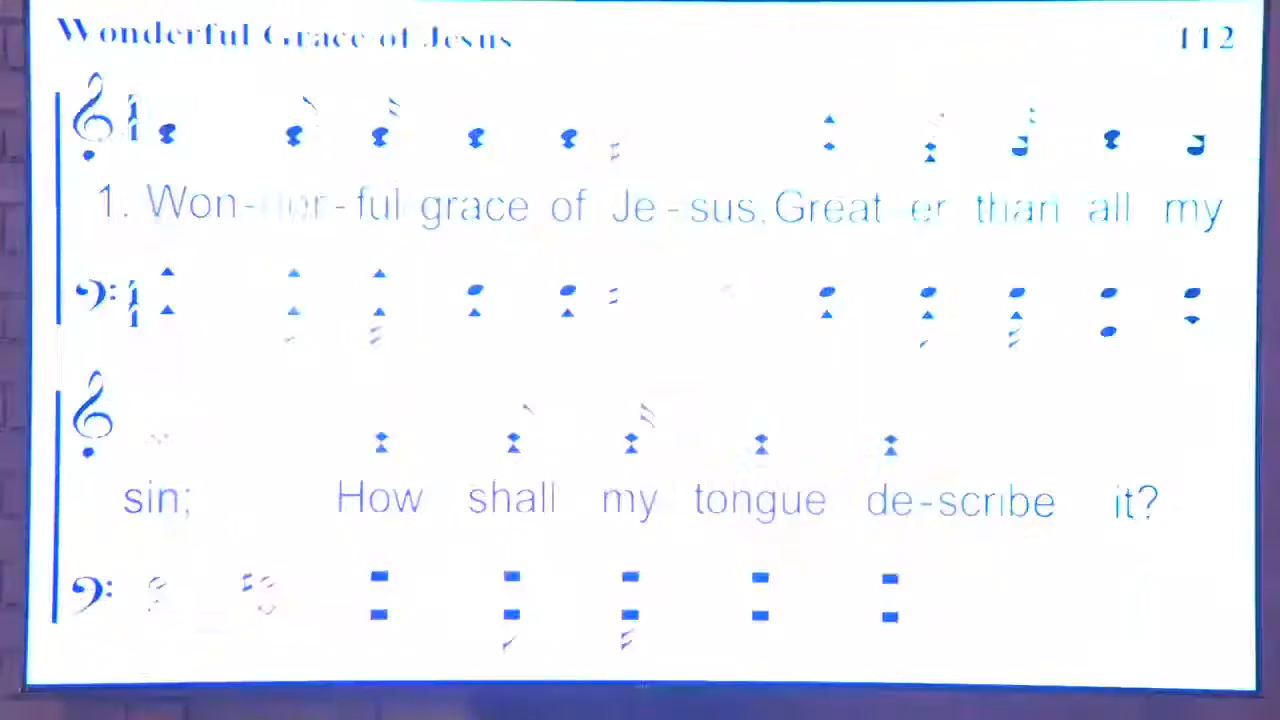 Wonderful Grace of Jesus 112
1. Won-der-ful grace of Je-sus, Great er than all my
sin; How shall my tongue de-scribe it?